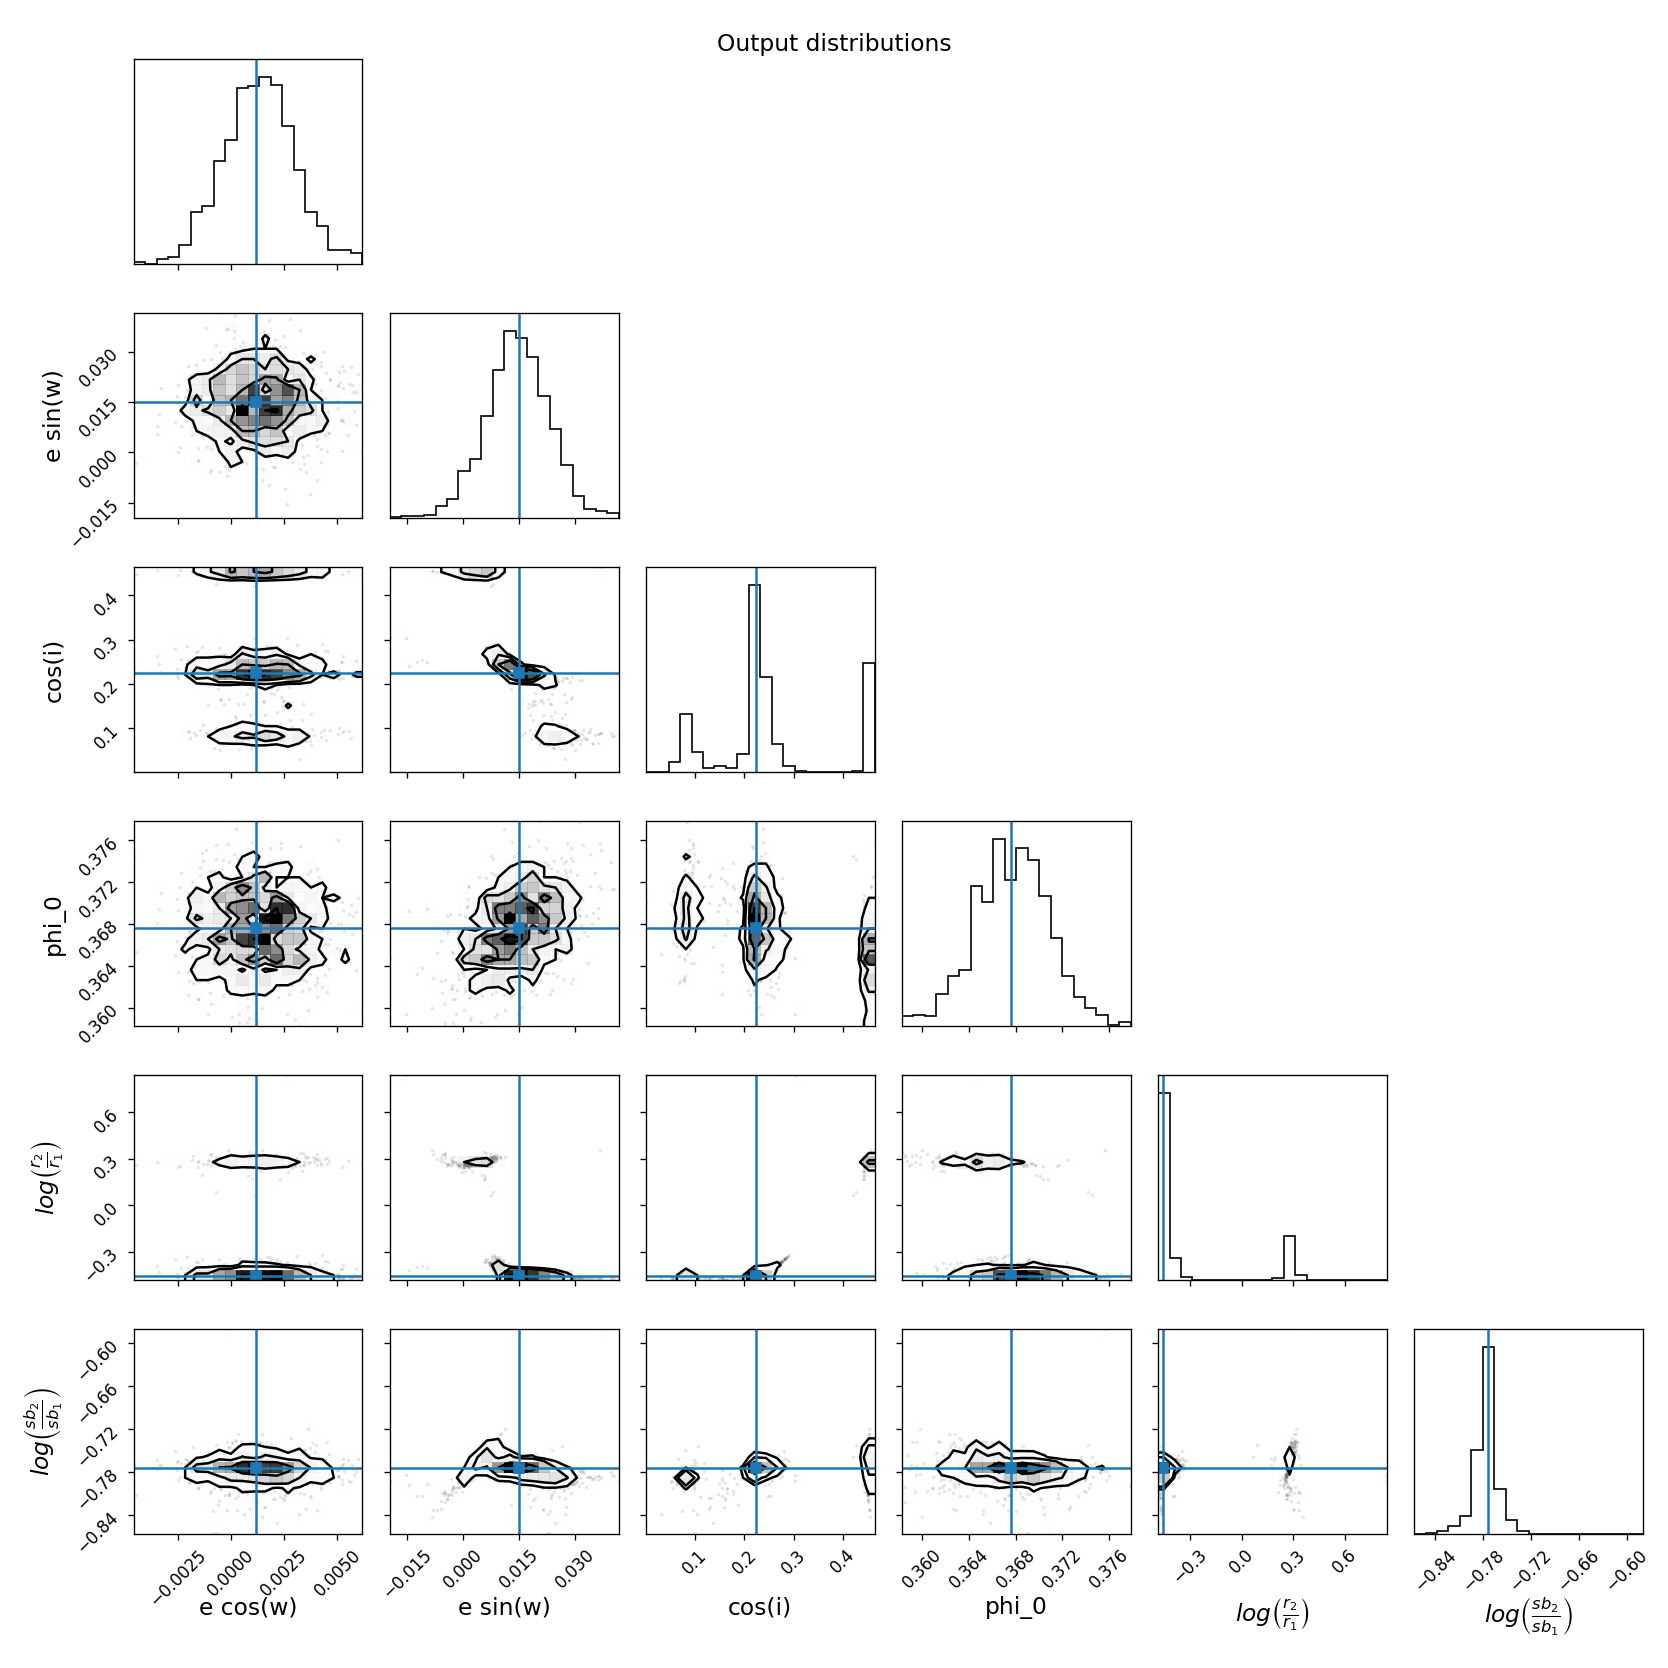 Output distributions
e sin(w)
0.030
0.015
0.000
−0.015
cos(i)
0.4
0.3
0.2
0.1
phi_0
0.376
0.372
0.368
0.364
0.360
log(r₂/r₁)
0.6
0.3
0.0
−0.3
log(sb₂/sb₁)
−0.60
−0.66
−0.72
−0.78
−0.84
−0.0025 0.0000 0.0025 0.0050
−0.015 0.000 0.015 0.030
0.1 0.2 0.3 0.4
0.360 0.364 0.368 0.372 0.376
−0.3 0.0 0.3 0.6
−0.84 −0.78 −0.72 −0.66 −0.60
e cos(w) e sin(w) cos(i) phi_0 log(r₂/r₁) log(sb₂/sb₁)